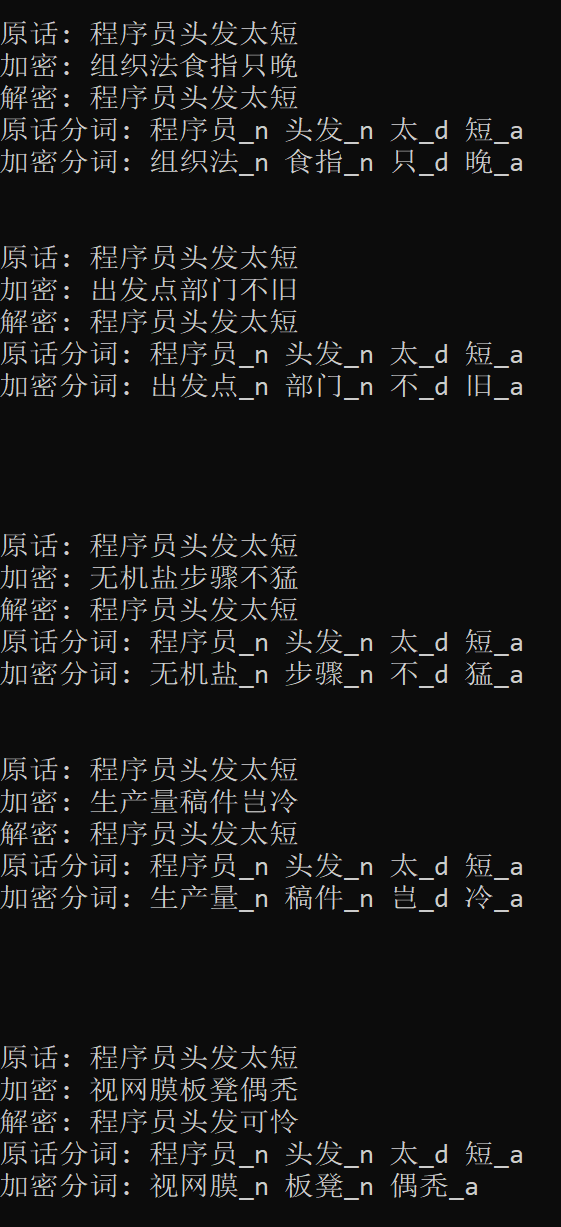 原话: 程序员头发太短
加密: 组织法食指只晚
解密: 程序员头发太短
原话分词: 程序员_n 头发_n 太_d 短_a
加密分词: 组织法_n 食指_n 只_d 晚_a
原话: 程序员头发太短
加密: 出发点部门不旧
解密: 程序员头发太短
原话分词: 程序员_n 头发_n 太_d 短_a
加密分词: 出发点_n 部门_n 不_d 旧_a
原话: 程序员头发太短
加密: 无机盐步骤不猛
解密: 程序员头发太短
原话分词: 程序员_n 头发_n 太_d 短_a
加密分词: 无机盐_n 步骤_n 不_d 猛_a
原话: 程序员头发太短
加密: 生产量稿件岂冷
解密: 程序员头发太短
原话分词: 程序员_n 头发_n 太_d 短_a
加密分词: 生产量_n 稿件_n 岂_d 冷_a
原话: 程序员头发太短
加密: 视网膜板凳偶秃
解密: 程序员头发可怜
原话分词: 程序员_n 头发_n 太_d 短_a
加密分词: 视网膜_n 板凳_n 偶秃_a